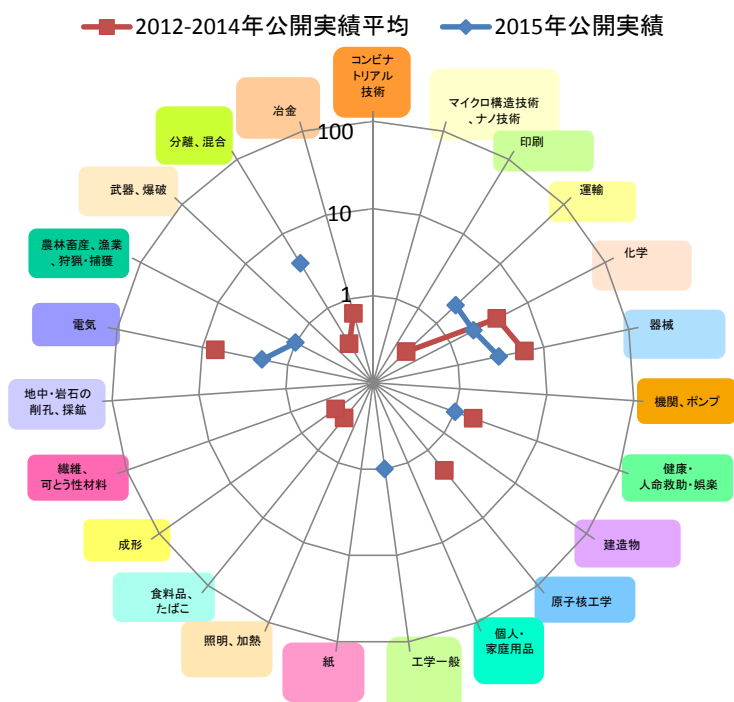 2012-2014年公開実績平均
2015年公開実績
コンビナ
トリアル
技術
マイクロ構造技術
、ナノ技術
印刷
運輸
化学
器械
機関、ポンプ
健康・
人命救助・娯楽
建造物
原子核工学
個人・
家庭用品
工学一般
紙
照明、加熱
食料品、
たばこ
成形
繊維、
可とう性材料
地中・岩石の
削孔、採鉱
電気
農林畜産、漁業
、狩猟・捕獲
武器、爆破
分離、混合
冶金
100
10
1